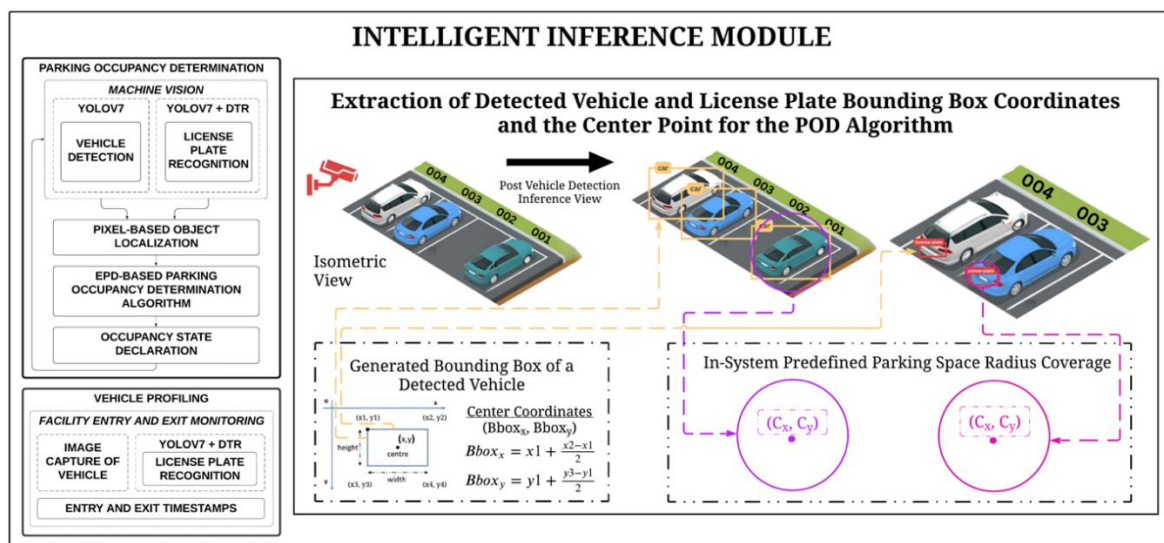 INTELLIGENT INFERENCE MODULE
PARKING OCCUPANCY DETERMINATION
MACHINE VISION
YOLOV7
VEHICLE
DETECTION
YOLOV7 + DTR
LICENSE
PLATE
RECOGNITION
PIXEL-BASED OBJECT
LOCALIZATION
EPD-BASED PARKING
OCCUPANCY DETERMINATION
ALGORITHM
OCCUPANCY STATE
DECLARATION
VEHICLE PROFILING
FACILITY ENTRY AND EXIT MONITORING
IMAGE
CAPTURE OF
VEHICLE
YOLOV7 + DTR
LICENSE PLATE
RECOGNITION
ENTRY AND EXIT TIMESTAMPS
Extraction of Detected Vehicle and License Plate Bounding Box Coordinates
and the Center Point for the POD Algorithm
Isometric
View
004
003
002
001
Post Vehicle Detection
Inference View
car
car
004
003
002
001
004
003
license plate
license plate
Generated Bounding Box of a
Detected Vehicle
x
(x1, y1)
(x2, y2)
height
(x,y)
centre
width
y
(x3, y3)
(x4, y4)
Center Coordinates
(Bbox_x, Bbox_y)
Bbox_x = x1 + (x2−x1)/2
Bbox_y = y1 + (y3−y1)/2
In-System Predefined Parking Space Radius Coverage
(C_x, C_y)
(C_x, C_y)